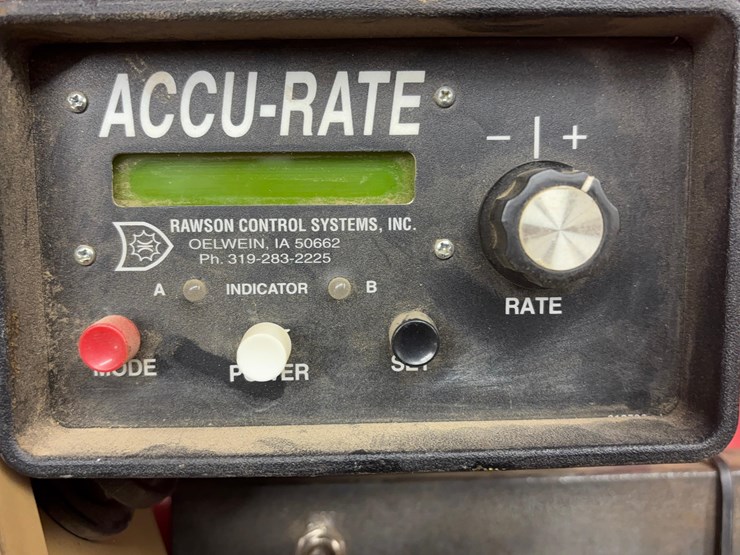 ACCU-RATE
— | +
RAWSON CONTROL SYSTEMS, INC.
OELWEIN, IA 50662
Ph. 319-283-2225
A INDICATOR B
RATE
MODE
POWER
SET